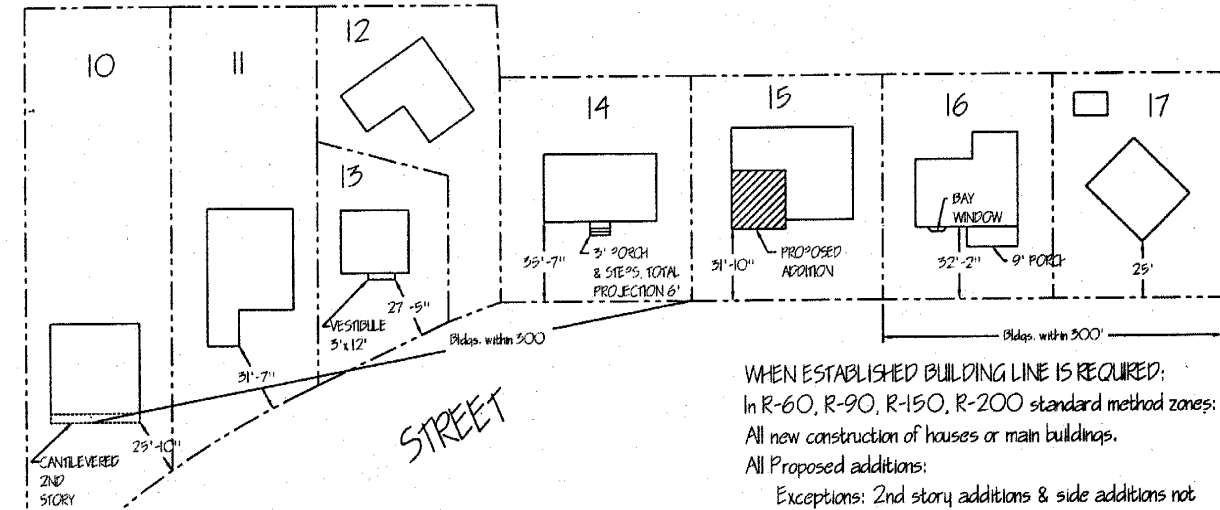 10
11
12
13
14
15
16
17
35'-7"
3' PORCH
& STEPS, TOTAL
PROJECTION 6'
31'-10"
PROPOSED
ADDITION
BAY
WINDOW
32'-2"
9' PORCH
25'
27'-5"
VESTIBULE
3'x12'
31'-7"
Bldgs. within 300
Bldgs. within 300'
25'-10"
CANTILEVERED
2ND
STORY
STREET
WHEN ESTABLISHED BUILDING LINE IS REQUIRED:
In R-60, R-90, R-150, R-200 standard method zones:
All new construction of houses or main buildings.
All Proposed additions:
Exceptions: 2nd story additions & side additions not